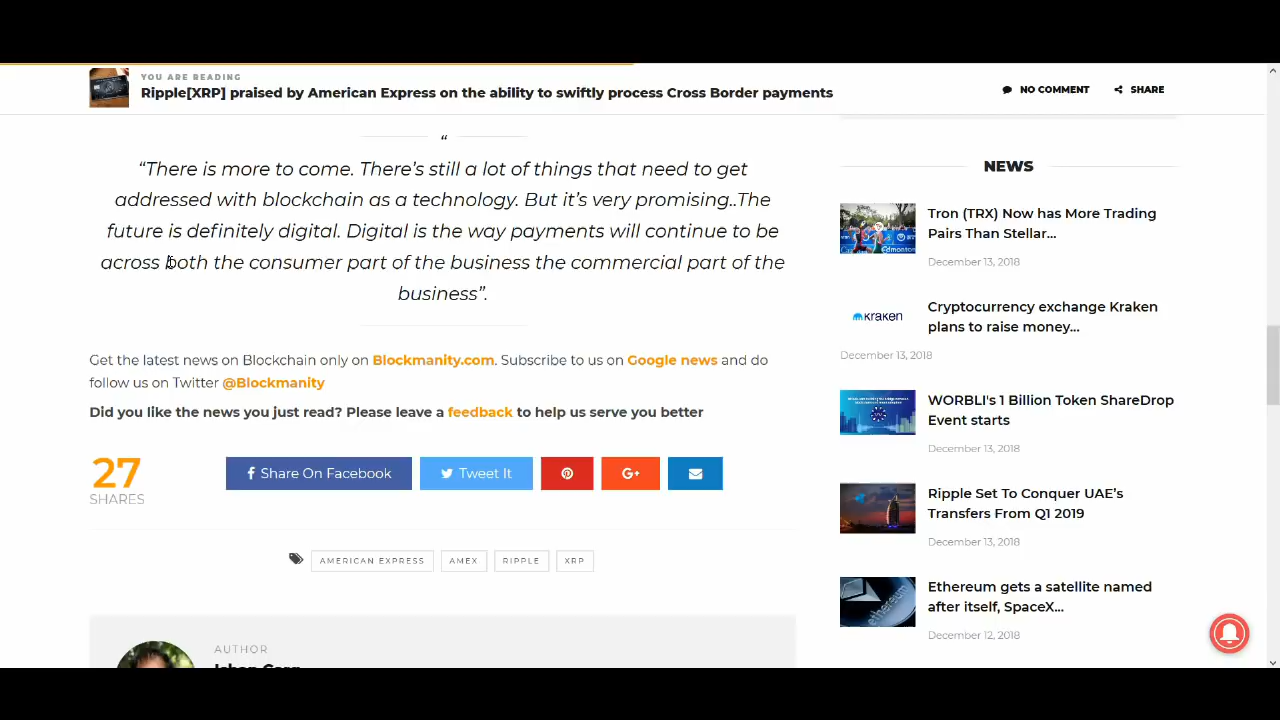 YOU ARE READING
Ripple[XRP] praised by American Express on the ability to swiftly process Cross Border payments
NO COMMENT
SHARE
“
“There is more to come. There’s still a lot of things that need to get
addressed with blockchain as a technology. But it’s very promising..The
future is definitely digital. Digital is the way payments will continue to be
across both the consumer part of the business the commercial part of the
business”.
Get the latest news on Blockchain only on Blockmanity.com. Subscribe to us on Google news and do
follow us on Twitter @Blockmanity
Did you like the news you just read? Please leave a feedback to help us serve you better
27
SHARES
Share On Facebook
Tweet It
G+
AMERICAN EXPRESS
AMEX
RIPPLE
XRP
AUTHOR
NEWS
Tron (TRX) Now has More Trading
Pairs Than Stellar...
December 13, 2018
Kraken
Cryptocurrency exchange Kraken
plans to raise money...
December 13, 2018
WORBLI's 1 Billion Token ShareDrop
Event starts
December 13, 2018
Ripple Set To Conquer UAE’s
Transfers From Q1 2019
December 13, 2018
ethereum
Ethereum gets a satellite named
after itself, SpaceX...
December 12, 2018